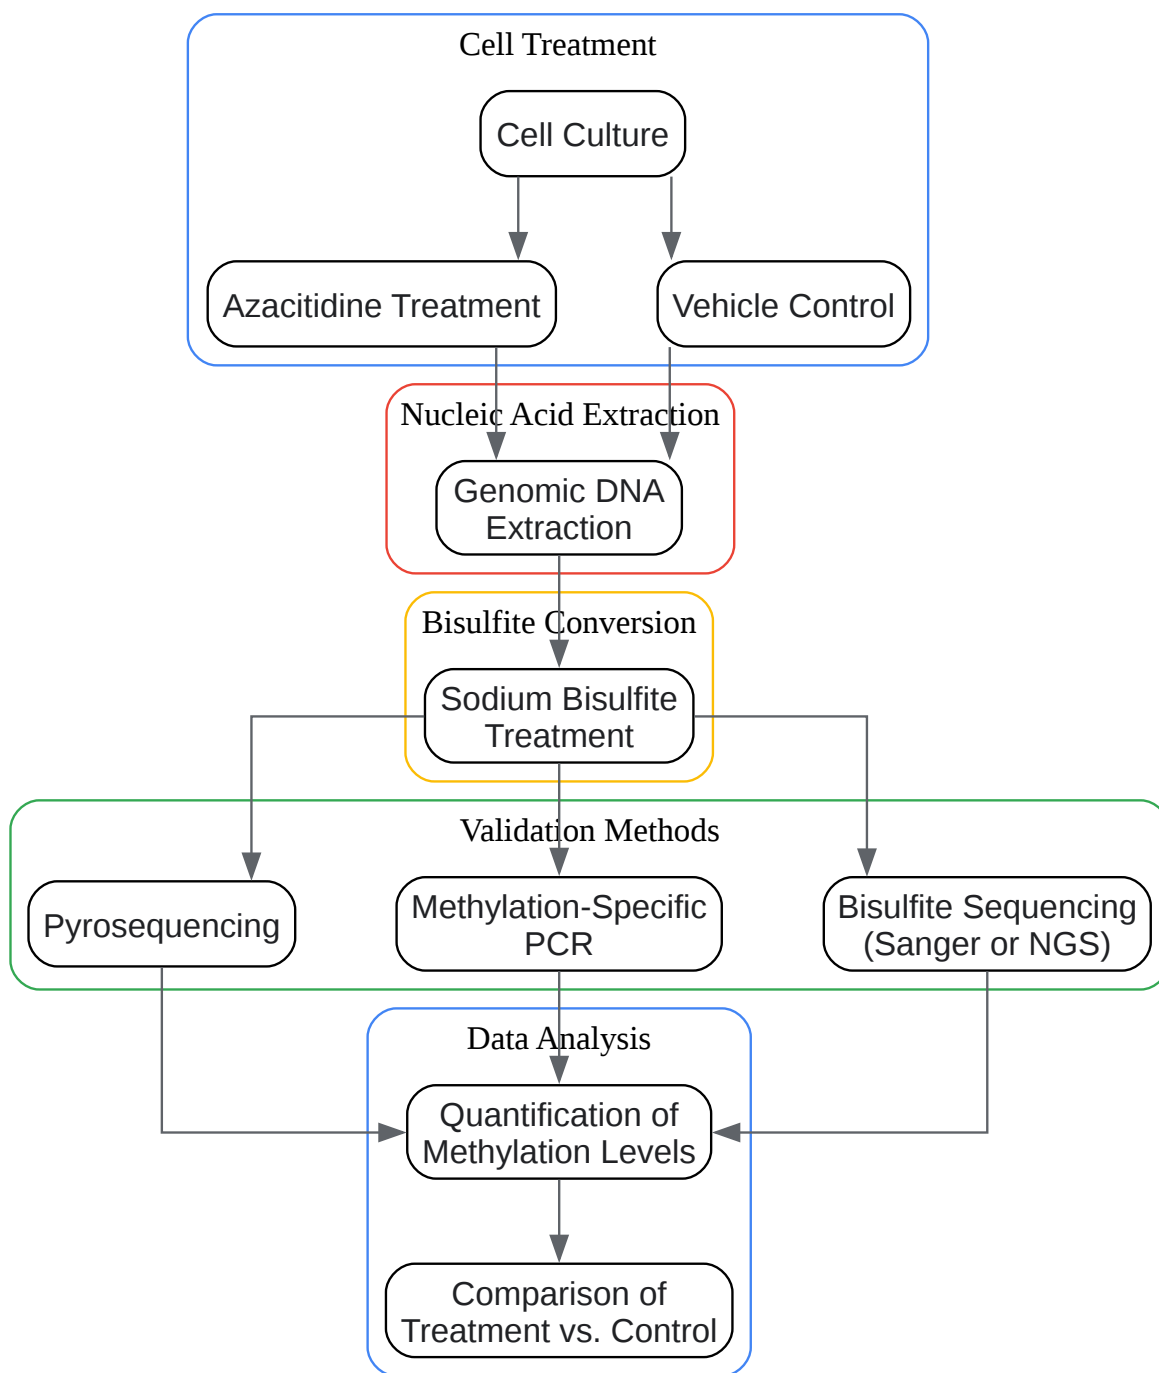 Cell Treatment
Cell Culture
Azacitidine Treatment
Vehicle Control
Nucleic Acid Extraction
Genomic DNA
Extraction
Bisulfite Conversion
Sodium Bisulfite
Treatment
Validation Methods
Pyrosequencing
Methylation-Specific
PCR
Bisulfite Sequencing
(Sanger or NGS)
Data Analysis
Quantification of
Methylation Levels
Comparison of
Treatment vs. Control